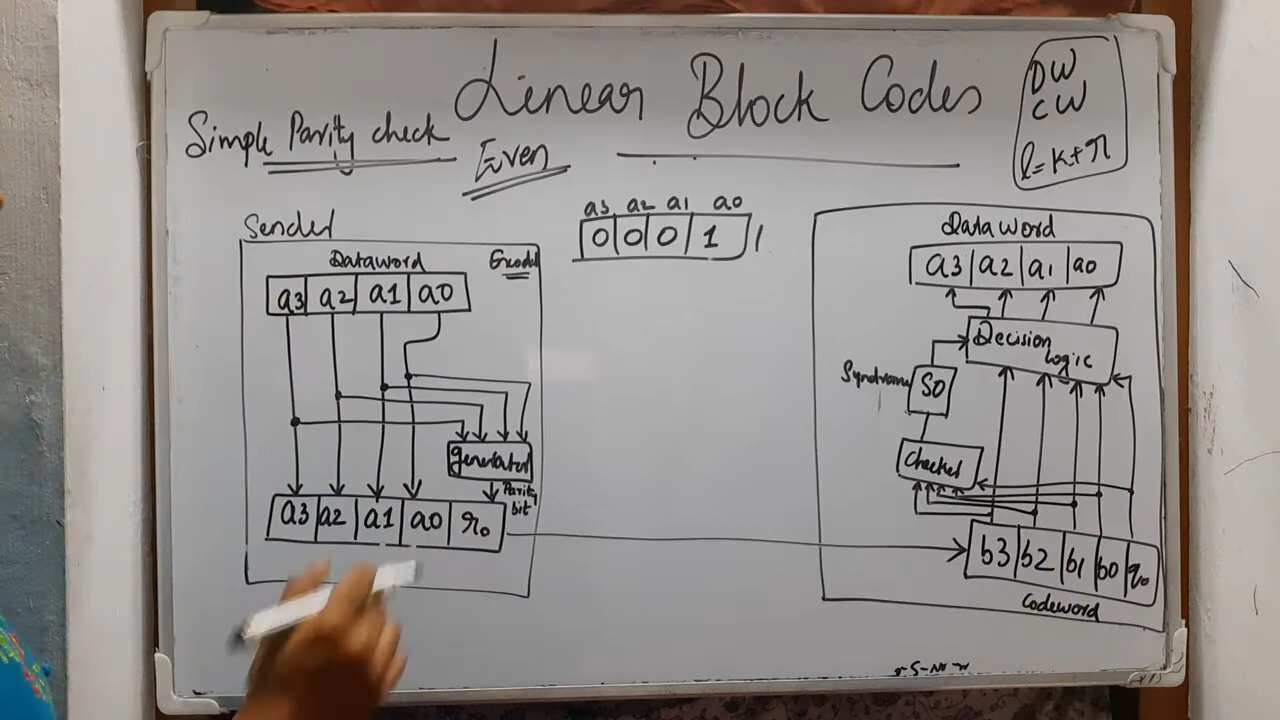 Linear Block Codes
DW
CW
l=k+r
Simple Parity check
Even
Sender
Dataword
Encoder
a3 a2 a1 a0
generator
Parity bit
a3 a2 a1 a0 r0
a3 a2 a1 a0
0 0 0 1 1
Dataword
a3 a2 a1 a0
Decision
logic
Syndrome
S0
Checker
b3 b2 b1 b0 q0
Codeword